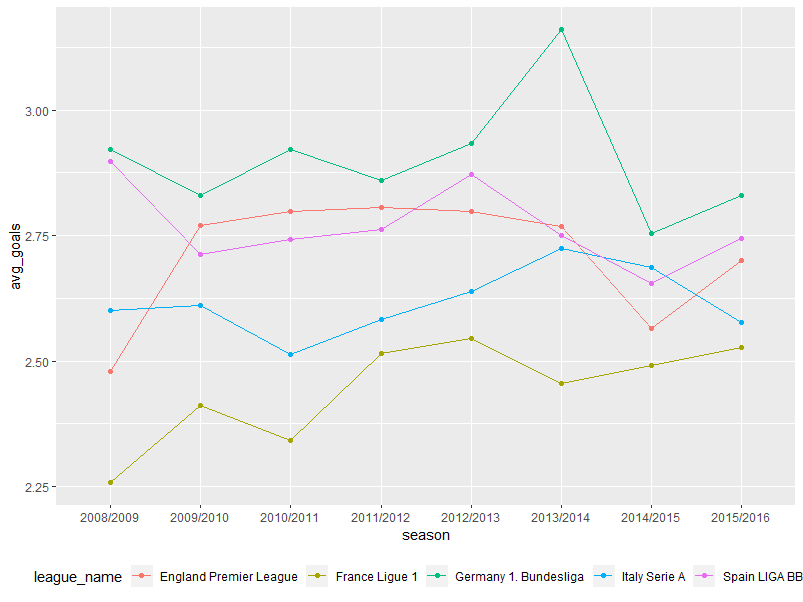 3.00
2.75
2.50
2.25
avg_goals
2008/2009 2009/2010 2010/2011 2011/2012 2012/2013 2013/2014 2014/2015 2015/2016
season
league_name England Premier League France Ligue 1 Germany 1. Bundesliga Italy Serie A Spain LIGA BB